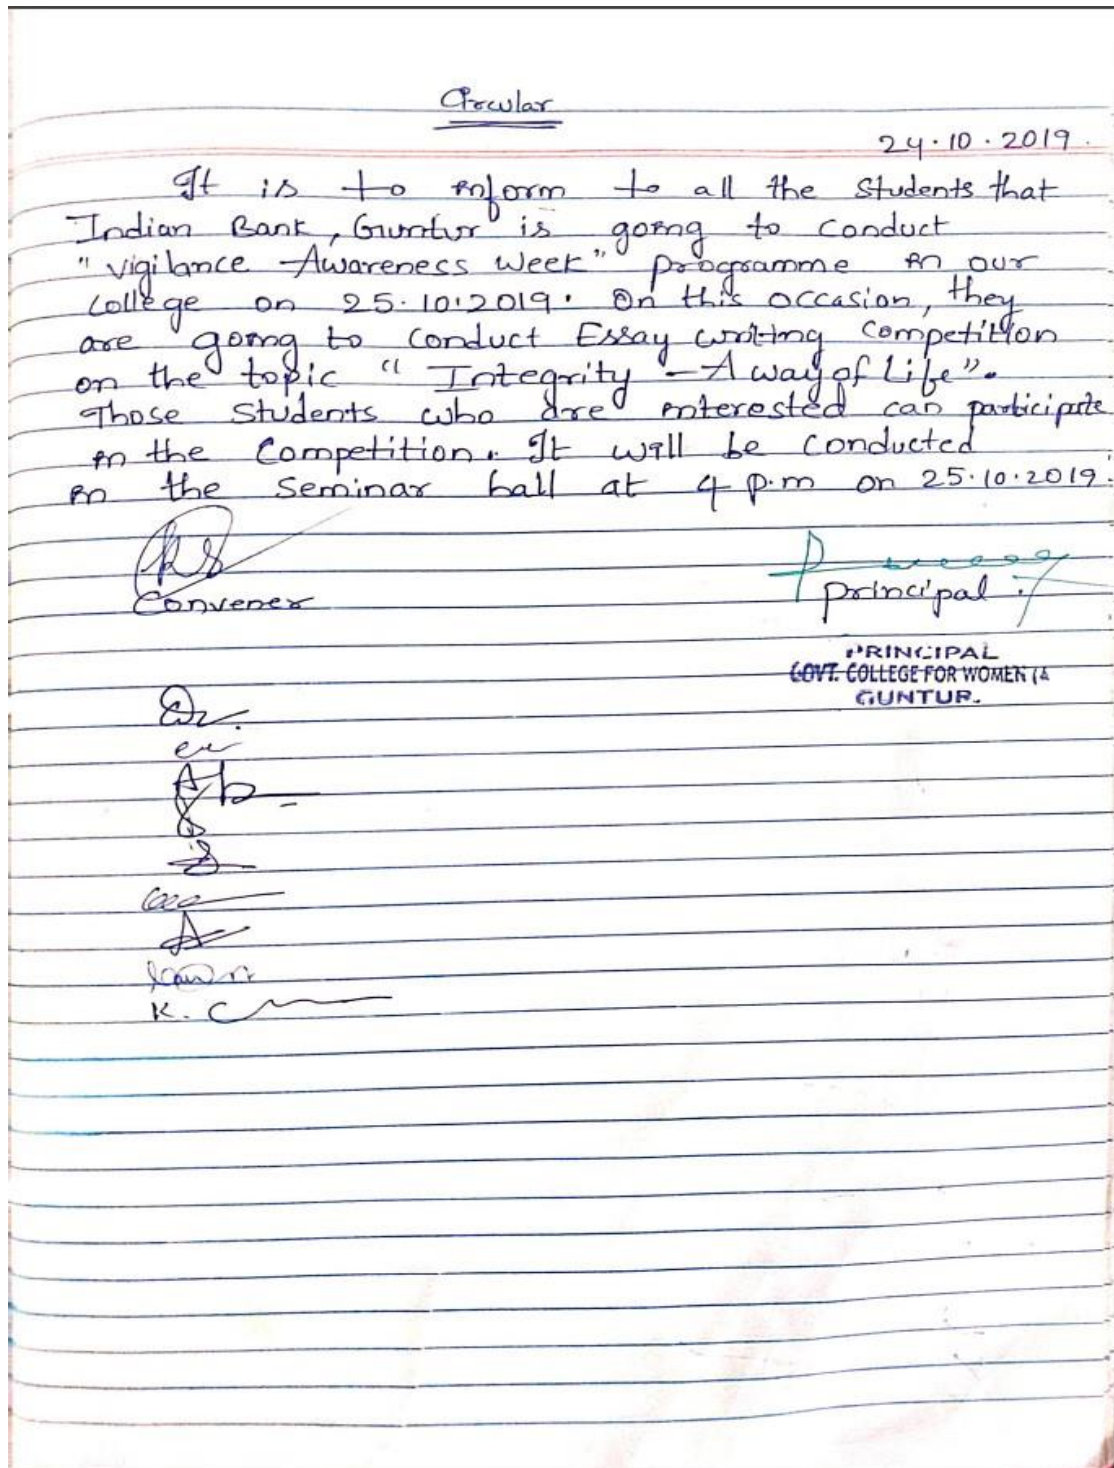 Circular
24.10.2019.
It is to inform to all the students that
Indian Bank, Guntur is going to conduct
"Vigilance Awareness Week" programme in our
college on 25.10.2019. On this occasion, they
are going to conduct Essay writing Competition
on the topic "Integrity - A way of Life".
Those students who are interested can participate
in the Competition. It will be conducted
in the seminar hall at 4 p.m on 25.10.2019.
Convener
Principal
PRINCIPAL
GOVT. COLLEGE FOR WOMEN (A
GUNTUR.